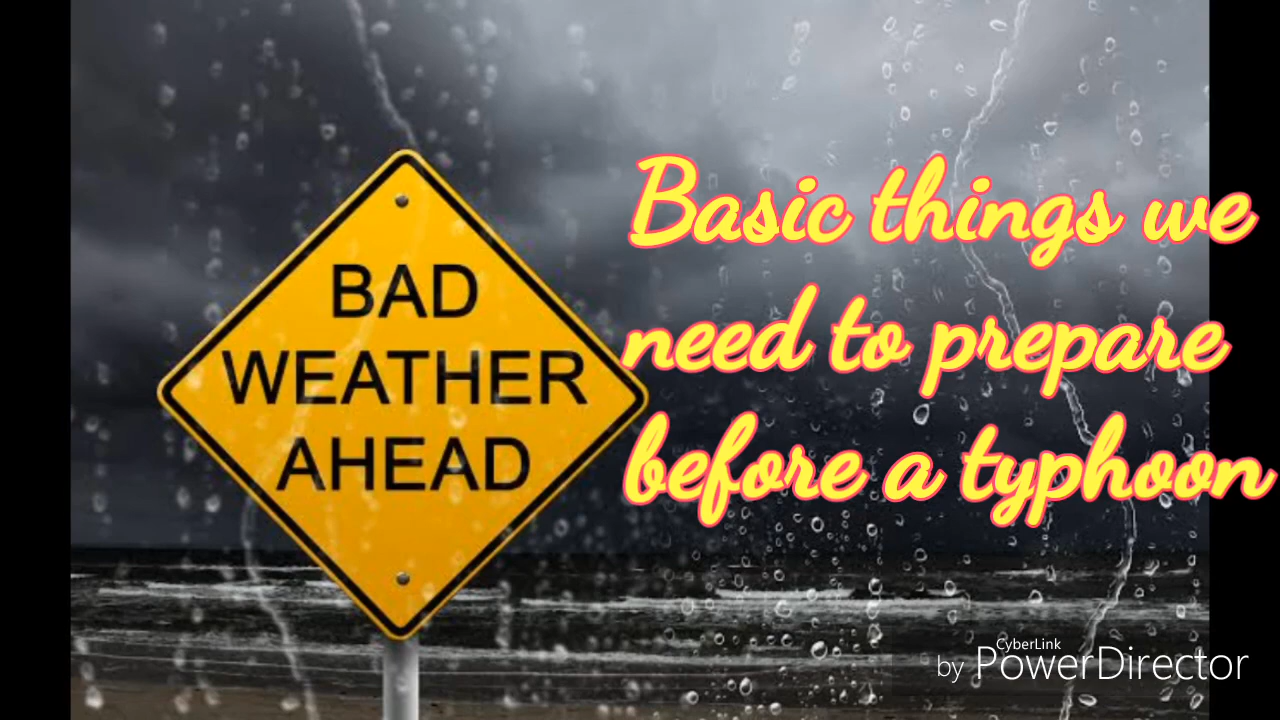 BAD
WEATHER
AHEAD
Basic things we
need to prepare
before a typhoon
CyberLink
by PowerDirector